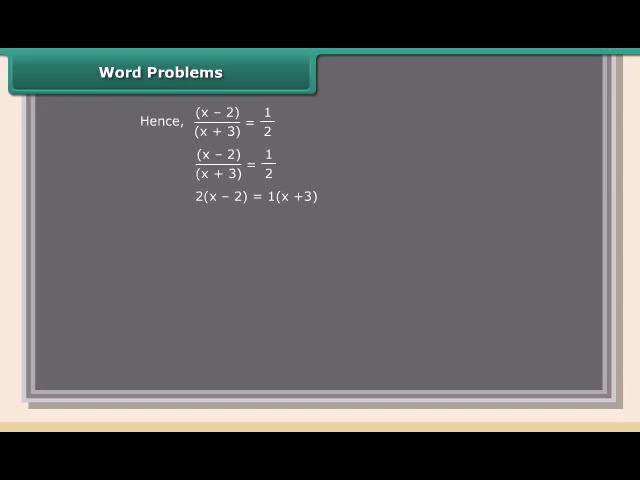 Word Problems
Hence, (x – 2)/(x + 3) = 1/2
(x – 2)/(x + 3) = 1/2
2(x – 2) = 1(x +3)